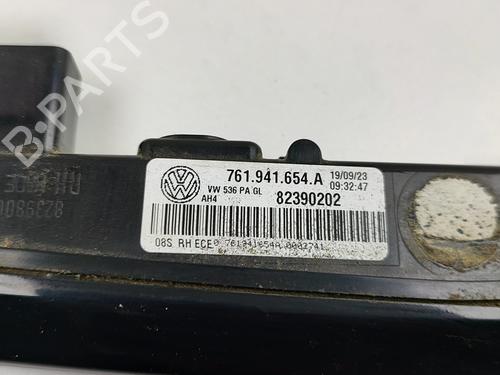 B-PARTS
761.941.654.A
19/09/23
09:32:47
VW 536 PA GL
AH4
82390202
08S RH ECE